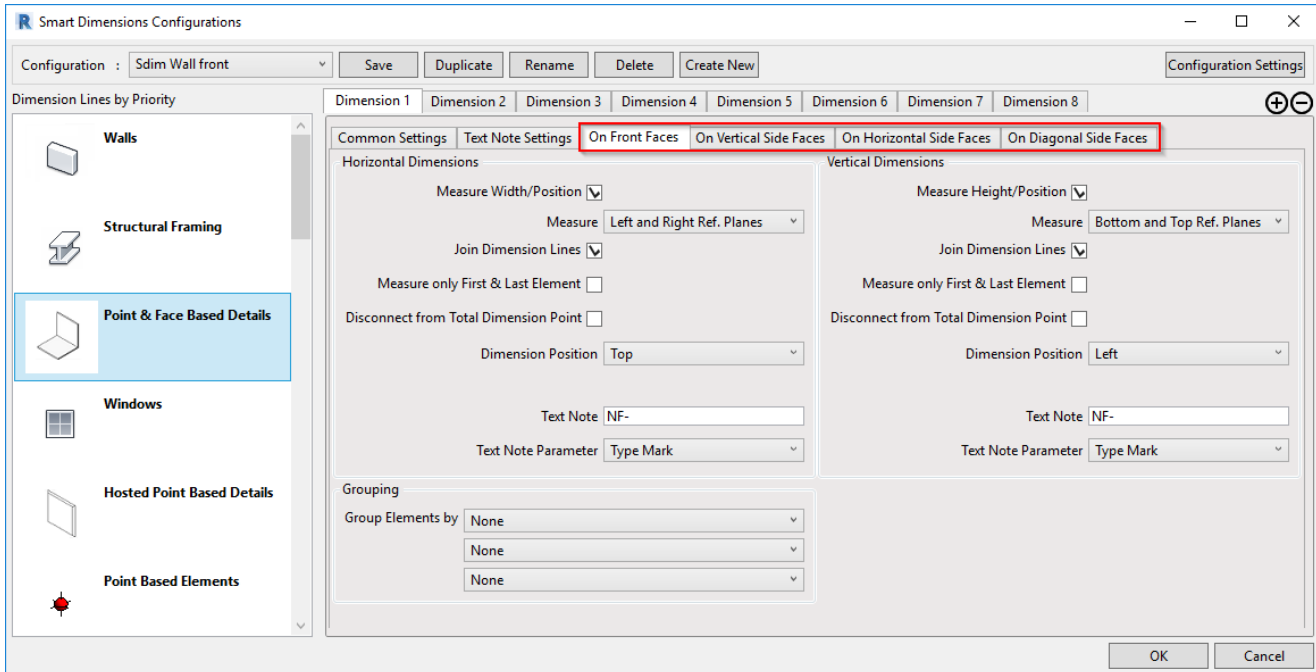 Smart Dimensions Configurations
Configuration : Sdim Wall front Save Duplicate Rename Delete Create New Configuration Settings
Dimension Lines by Priority
Walls
Structural Framing
Point & Face Based Details
Windows
Hosted Point Based Details
Point Based Elements
Dimension 1 Dimension 2 Dimension 3 Dimension 4 Dimension 5 Dimension 6 Dimension 7 Dimension 8
Common Settings Text Note Settings On Front Faces On Vertical Side Faces On Horizontal Side Faces On Diagonal Side Faces
Horizontal Dimensions
Measure Width/Position
Measure Left and Right Ref. Planes
Join Dimension Lines
Measure only First & Last Element
Disconnect from Total Dimension Point
Dimension Position Top
Text Note NF-
Text Note Parameter Type Mark
Vertical Dimensions
Measure Height/Position
Measure Bottom and Top Ref. Planes
Join Dimension Lines
Measure only First & Last Element
Disconnect from Total Dimension Point
Dimension Position Left
Text Note NF-
Text Note Parameter Type Mark
Grouping
Group Elements by None
None
None
OK Cancel